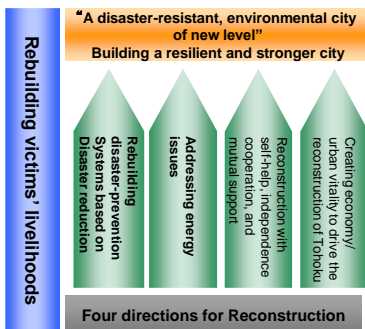 “A disaster-resistant, environmental city
of new level”
Building a resilient and stronger city
Rebuilding victims’ livelihoods
Rebuilding
disaster-prevention
Systems based on
Disaster reduction
Addressing energy
issues
Reconstruction with
self-help, independence
cooperation, and
mutual support
Creating economy/
urban vitality to drive the
reconstruction of Tohoku
Four directions for Reconstruction